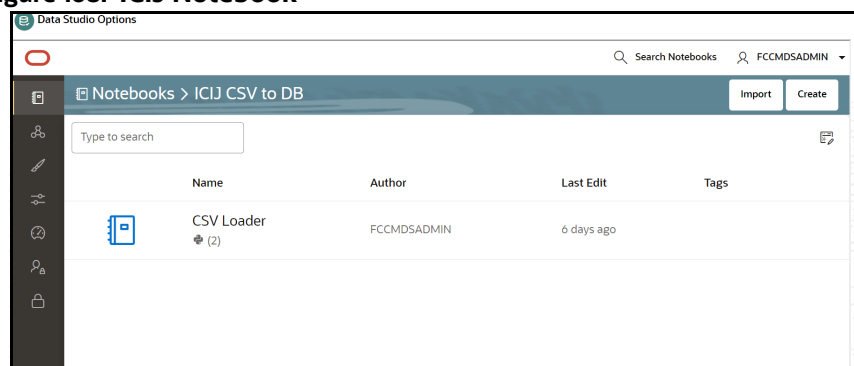 Data Studio Options
Search Notebooks FCCMDSADMIN
Notebooks > ICIJ CSV to DB Import Create
Type to search
Name Author Last Edit Tags
CSV Loader FCCMDSADMIN 6 days ago
(2)